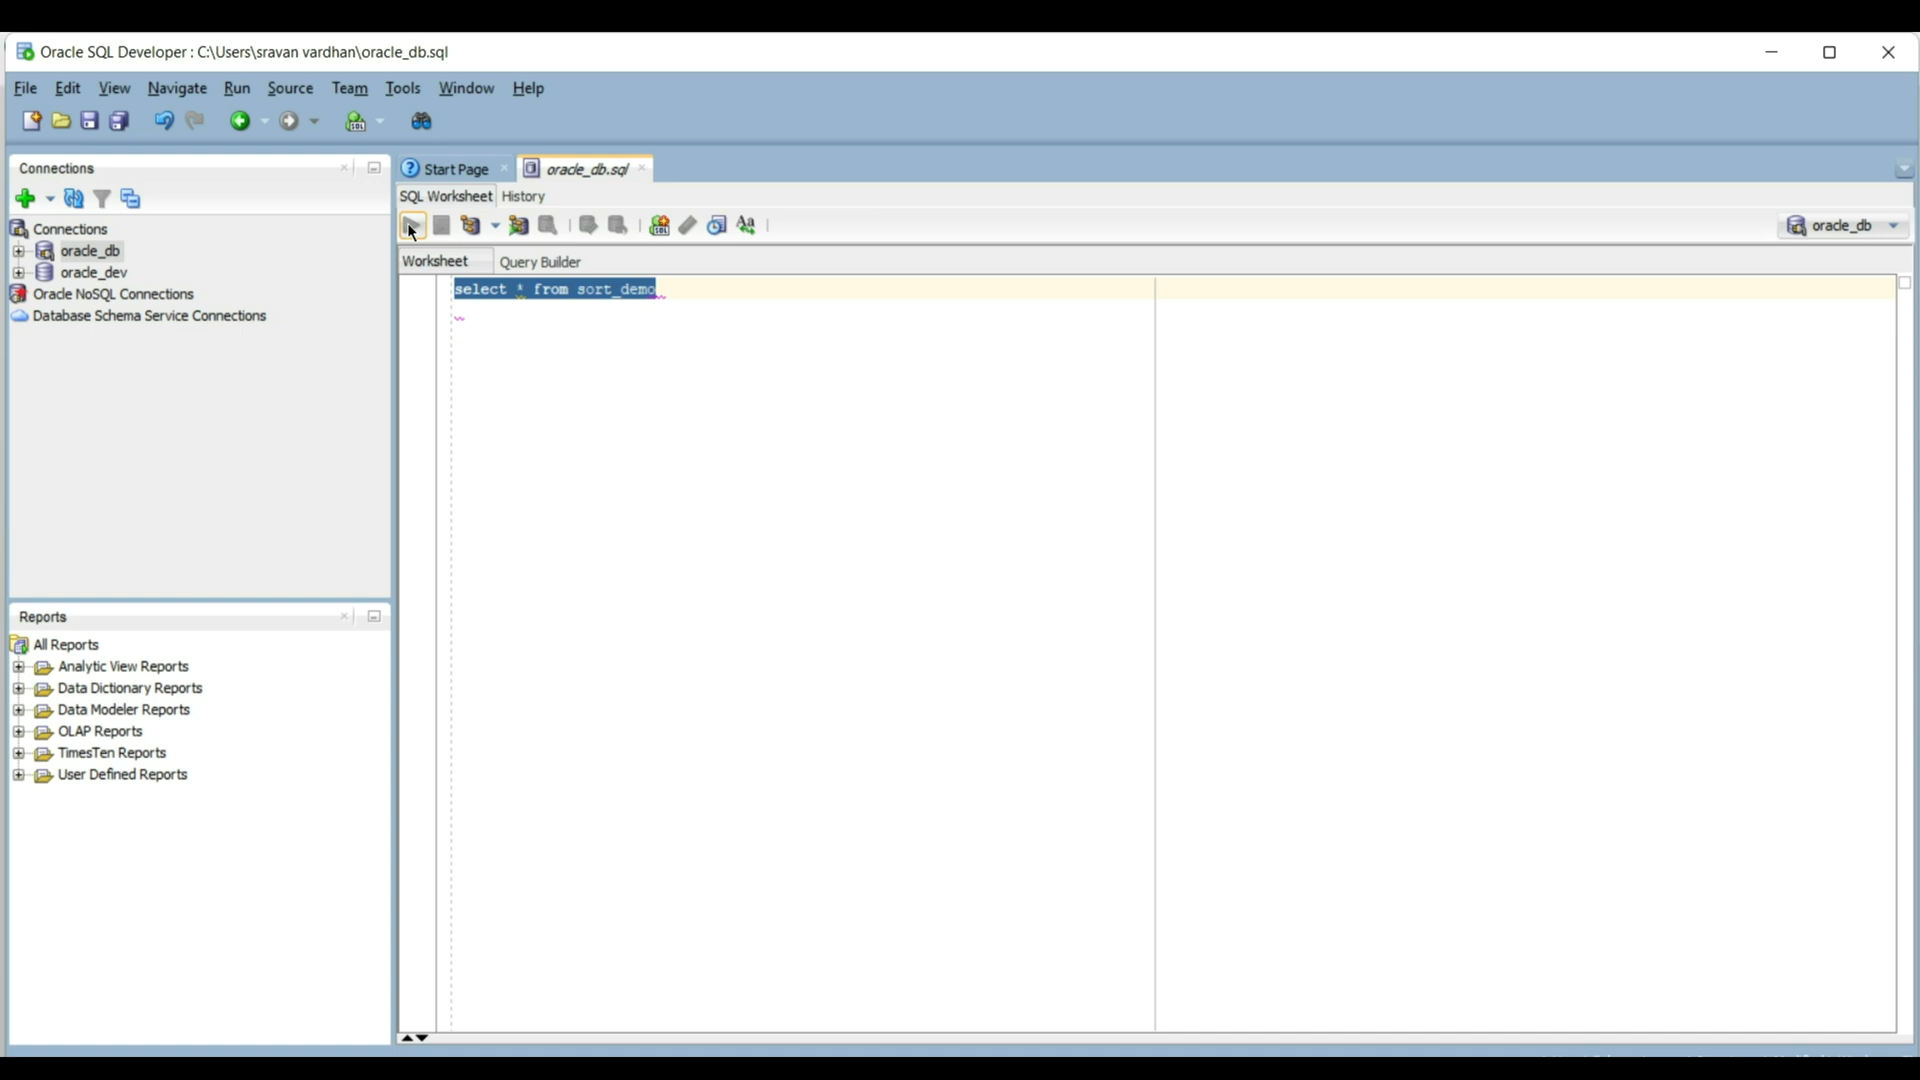 Oracle SQL Developer : C:\Users\sravan vardhan\oracle_db.sql
File Edit View Navigate Run Source Team Tools Window Help
Connections
Connections
oracle_db
oracle_dev
Oracle NoSQL Connections
Database Schema Service Connections
Reports
All Reports
Analytic View Reports
Data Dictionary Reports
Data Modeler Reports
OLAP Reports
TimesTen Reports
User Defined Reports
Start Page oracle_db.sql
SQL Worksheet History
oracle_db
Worksheet Query Builder
select * from sort_demo